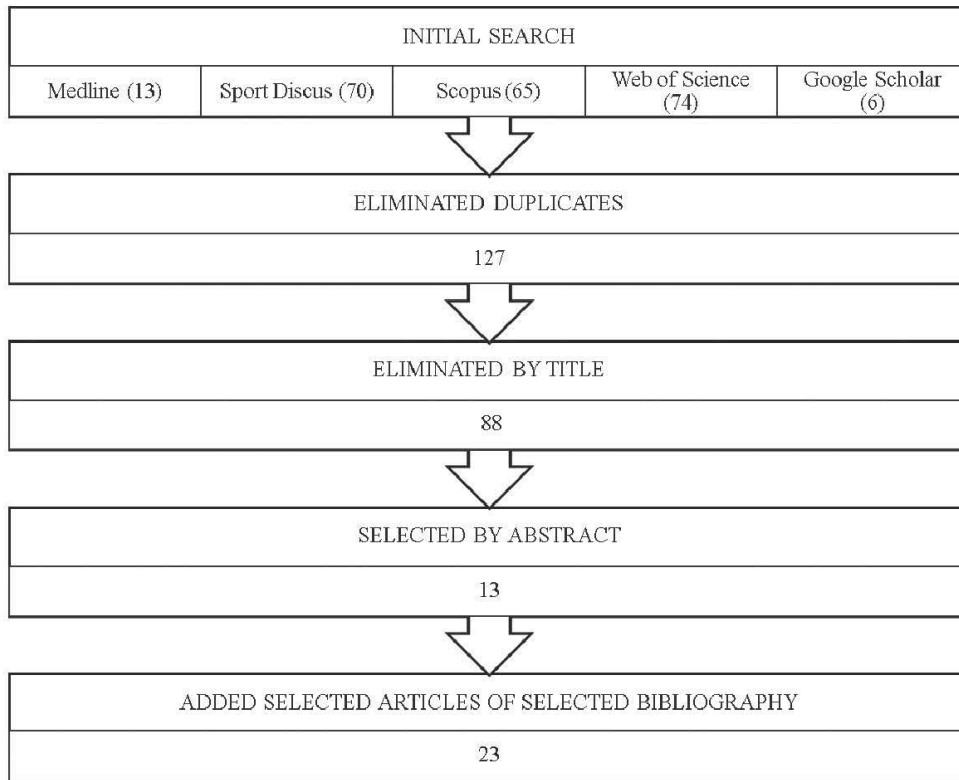 INITIAL SEARCH
Medline (13) Sport Discus (70) Scopus (65) Web of Science (74) Google Scholar (6)
ELIMINATED DUPLICATES
127
ELIMINATED BY TITLE
88
SELECTED BY ABSTRACT
13
ADDED SELECTED ARTICLES OF SELECTED BIBLIOGRAPHY
23